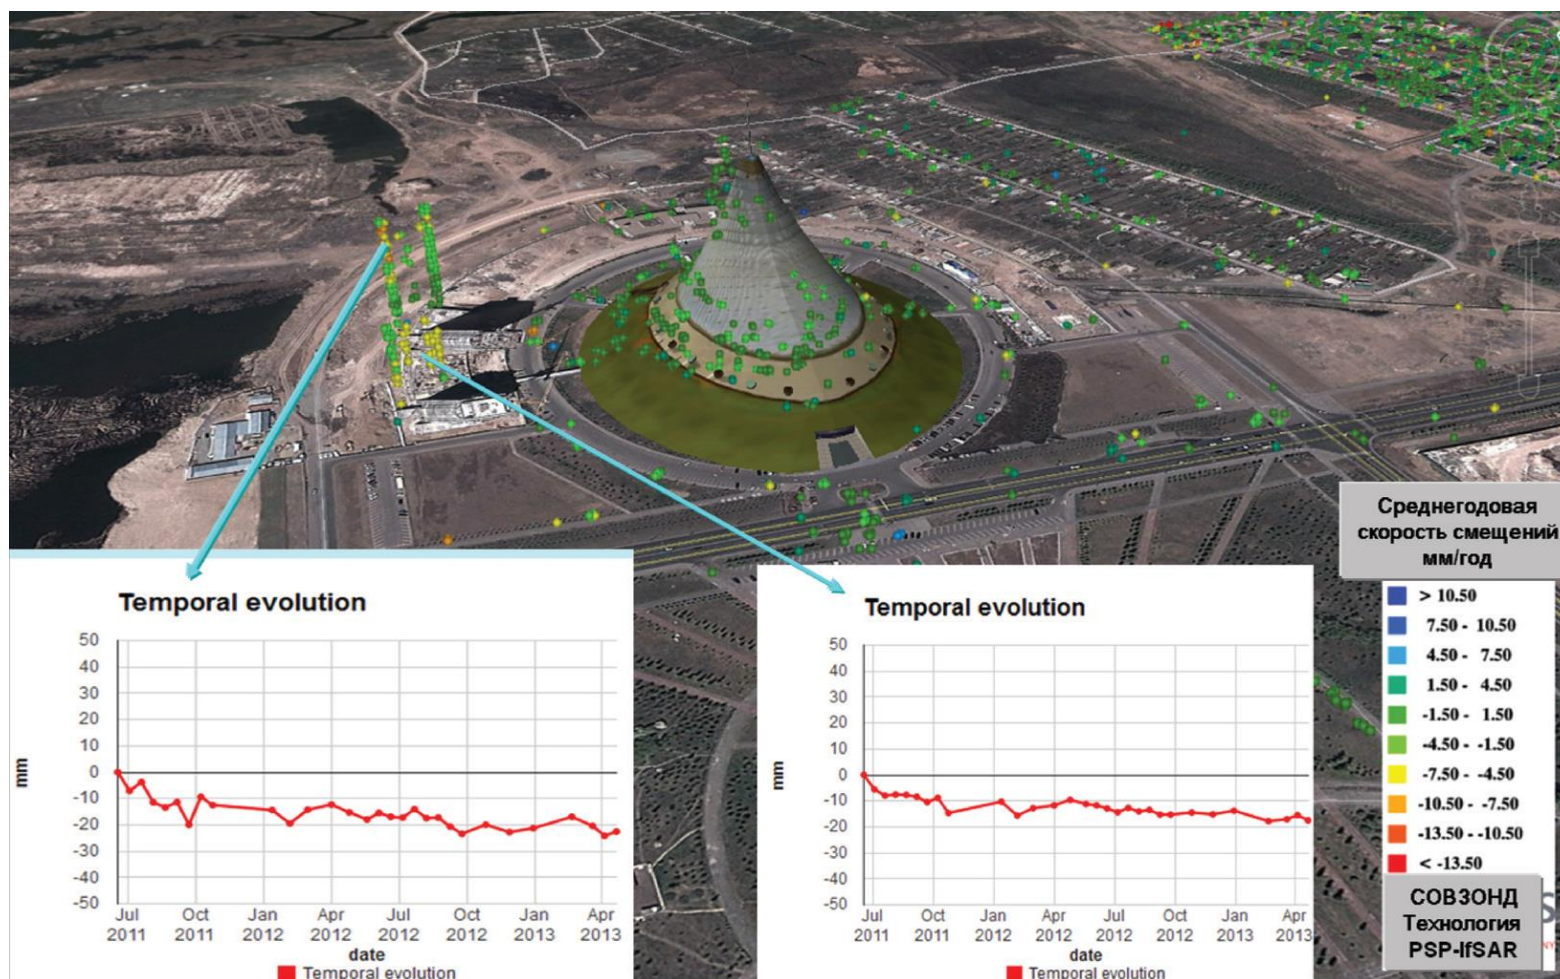 Среднегодовая
скорость смещений
мм/год
> 10.50
7.50 - 10.50
4.50 - 7.50
1.50 - 4.50
-1.50 - 1.50
-4.50 - -1.50
-7.50 - -4.50
-10.50 - -7.50
-13.50 - -10.50
< -13.50
СОВЗОНД
Технология
PSP-IfSAR
Temporal evolution
50
40
30
20
10
0
-10
-20
-30
-40
-50
mm
Jul Oct Jan Apr Jul Oct Jan Apr
2011 2011 2012 2012 2012 2012 2013 2013
date
Temporal evolution
Temporal evolution
50
40
30
20
10
0
-10
-20
-30
-40
-50
mm
Jul Oct Jan Apr Jul Oct Jan Apr
2011 2011 2012 2012 2012 2012 2013 2013
date
Temporal evolution